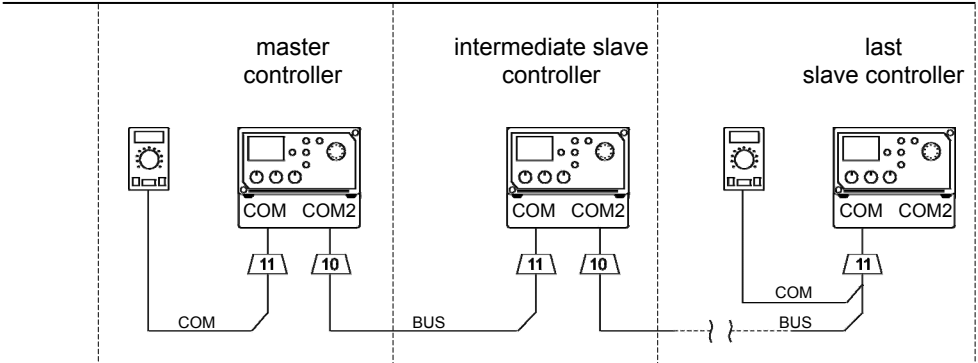 master
controller
intermediate slave
controller
last
slave controller
COM COM2
COM COM2
COM COM2
11
10
11
10
11
COM
COM
BUS
BUS